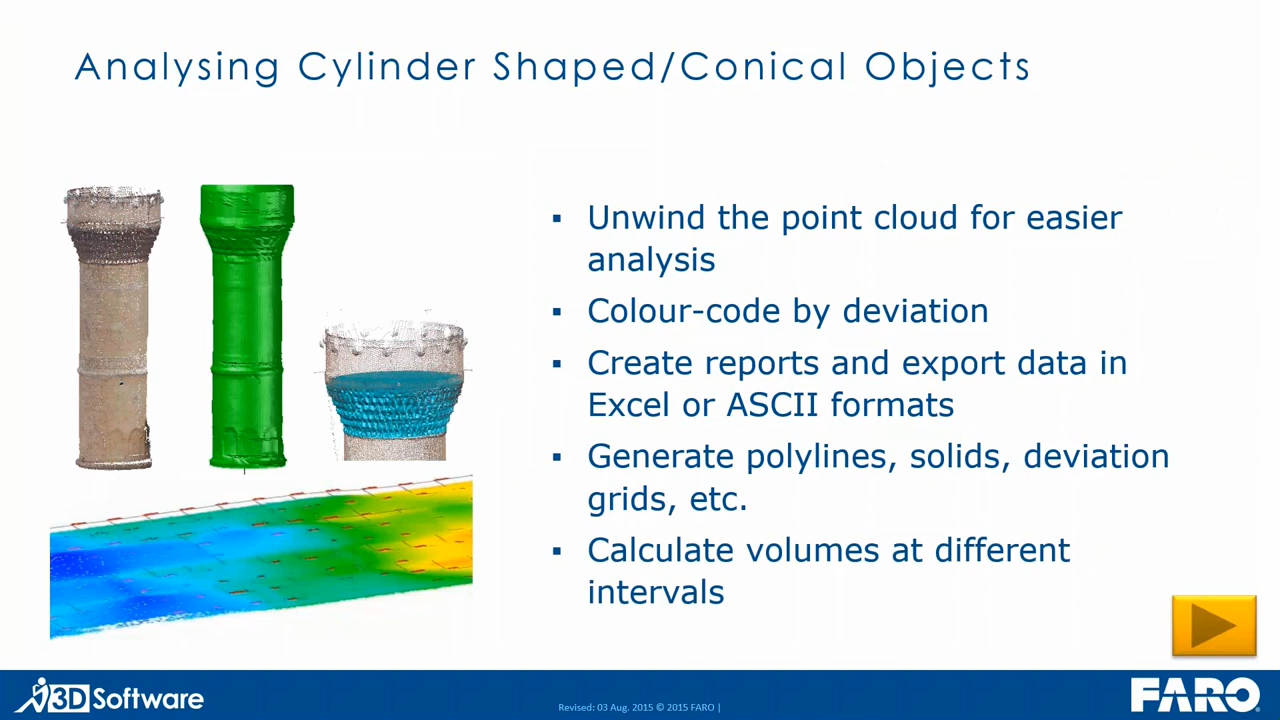 Analysing Cylinder Shaped/Conical Objects
▪ Unwind the point cloud for easier
analysis
▪ Colour-code by deviation
▪ Create reports and export data in
Excel or ASCII formats
▪ Generate polylines, solids, deviation
grids, etc.
▪ Calculate volumes at different
intervals
3D Software
Revised: 03 Aug. 2015 © 2015 FARO |
FARO